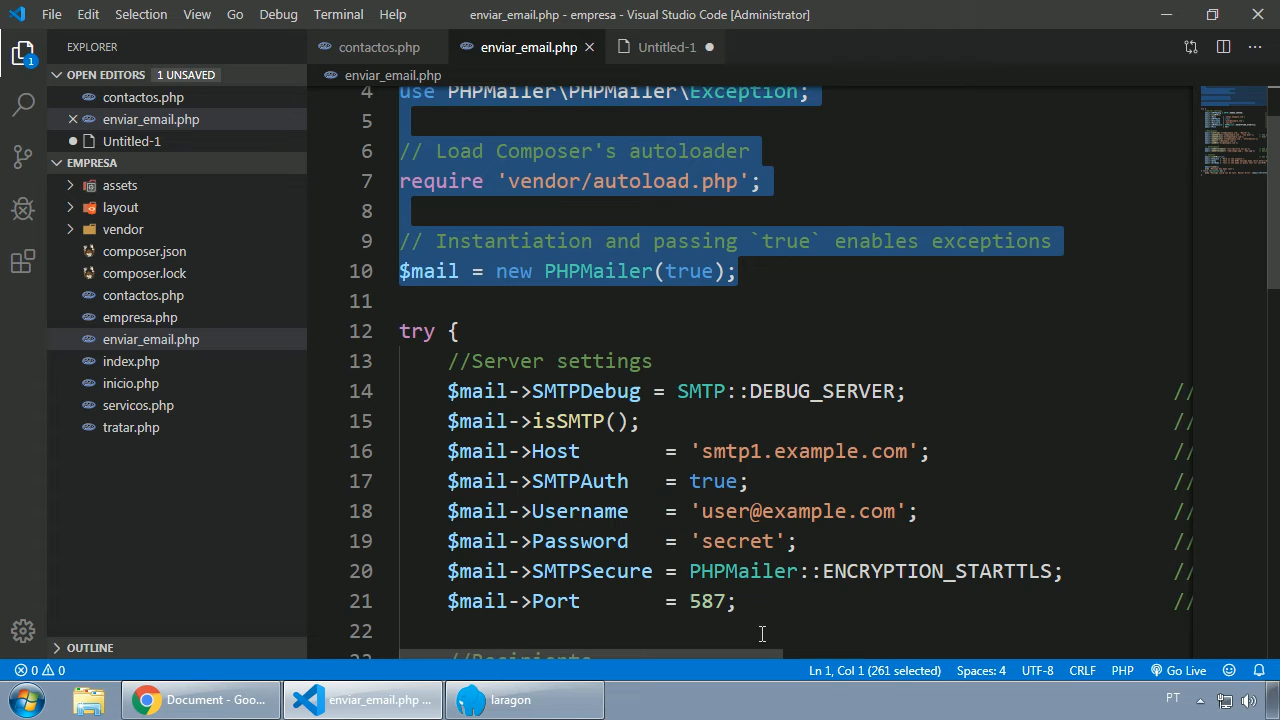 File Edit Selection View Go Debug Terminal Help enviar_email.php - empresa - Visual Studio Code [Administrator]
EXPLORER
contactos.php enviar_email.php Untitled-1
OPEN EDITORS 1 UNSAVED
contactos.php
enviar_email.php
Untitled-1
EMPRESA
assets
layout
vendor
composer.json
composer.lock
contactos.php
empresa.php
enviar_email.php
index.php
inicio.php
servicos.php
tratar.php
OUTLINE
1
enviar_email.php
4 use PHPMailer\PHPMailer\Exception;
5
6 // Load Composer's autoloader
7 require 'vendor/autoload.php';
8
9 // Instantiation and passing `true` enables exceptions
10 $mail = new PHPMailer(true);
11
12 try {
13 //Server settings
14 $mail->SMTPDebug = SMTP::DEBUG_SERVER; //
15 $mail->isSMTP(); //
16 $mail->Host = 'smtp1.example.com'; //
17 $mail->SMTPAuth = true; //
18 $mail->Username = 'user@example.com'; //
19 $mail->Password = 'secret'; //
20 $mail->SMTPSecure = PHPMailer::ENCRYPTION_STARTTLS; //
21 $mail->Port = 587; //
22
23 //Recipients
0 0 Ln 1, Col 1 (261 selected) Spaces: 4 UTF-8 CRLF PHP Go Live
Document - Goo... enviar_email.php ... laragon PT